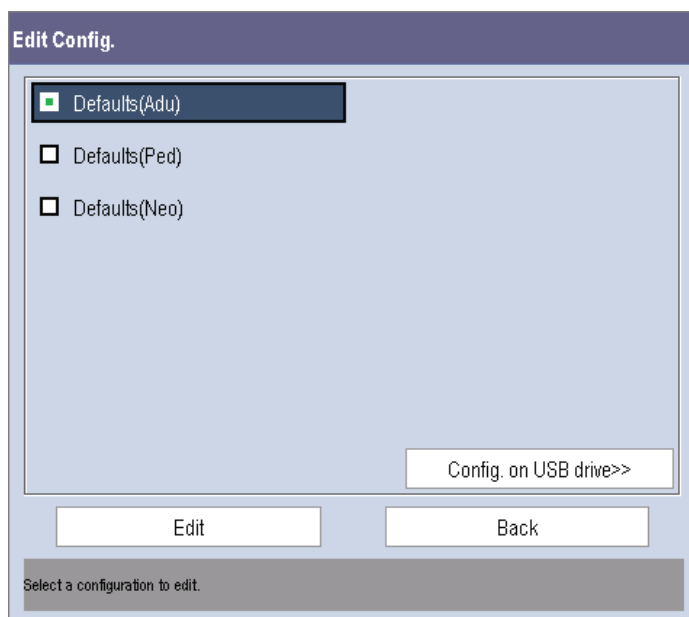 Edit Config.
Defaults(Adu)
Defaults(Ped)
Defaults(Neo)
Config. on USB drive>>
Edit
Back
Select a configuration to edit.